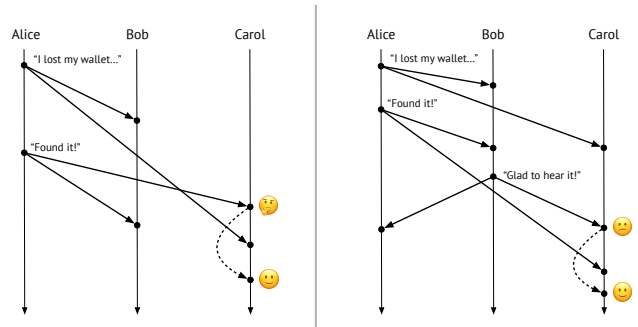 Alice Bob Carol
“I lost my wallet...”
“Found it!”
Alice Bob Carol
“I lost my wallet...”
“Found it!”
“Glad to hear it!”